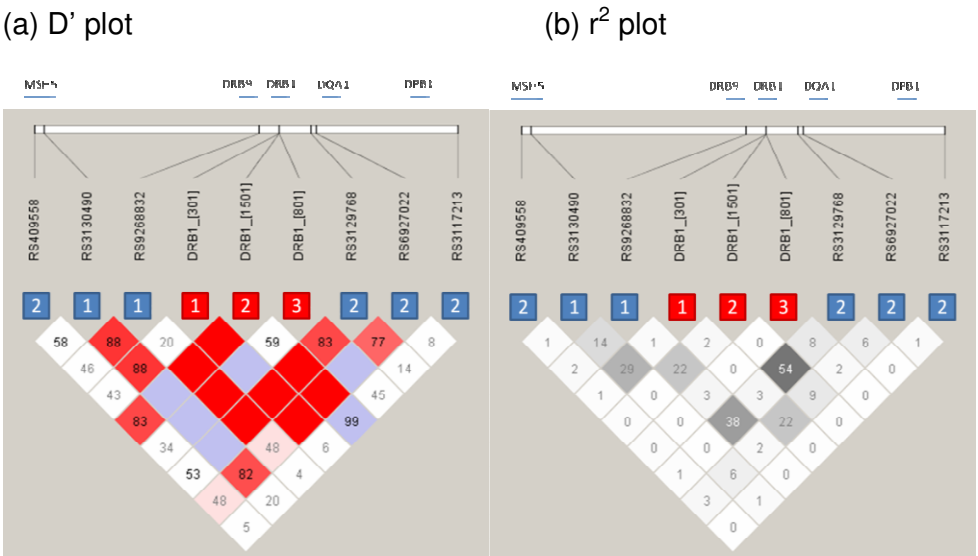 (a) D’ plot (b) r2 plot
MSH5 DRB9 DRB1 DQA1 DPB1 MSH5 DRB9 DRB1 DQA1 DPB1
RS409558
RS3130490
RS9268832
DRB1_[301]
DRB1_[1501]
DRB1_[801]
RS3129768
RS6927022
RS3117213
RS409558
RS3130490
RS9268832
DRB1_[301]
DRB1_[1501]
DRB1_[801]
RS3129768
RS6927022
RS3117213
2 1 1 1 2 3 2 2 2 2 1 1 1 2 3 2 2 2
58 88 20 59 83 77 8 1 14 1 2 0 8 6 1
46 88 14 2 29 22 0 54 2 0
43 45 1 3 3 9 0
83 99 0 0 38 22 0
34 48 6 0 0 2 0
53 82 4 1 6 0
48 20 3 1
5 0